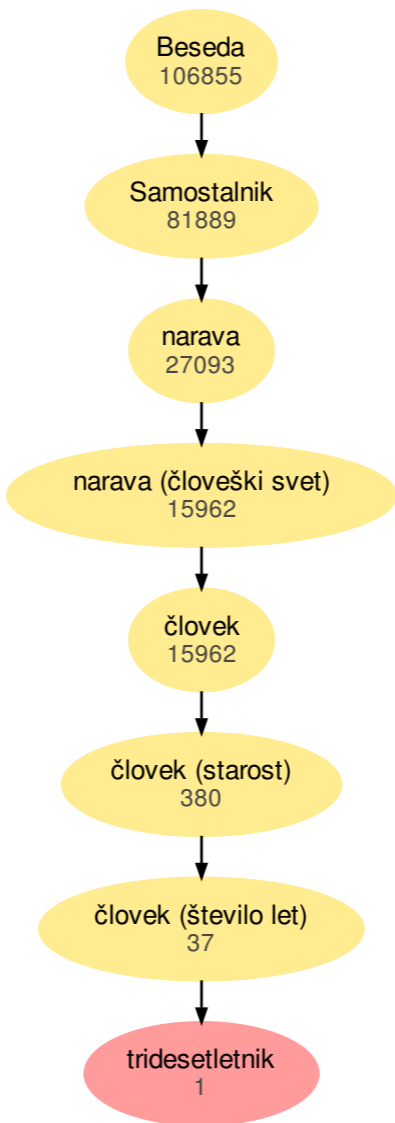 Beseda
106855
Samostalnik
81889
narava
27093
narava (človeški svet)
15962
človek
15962
človek (starost)
380
človek (število let)
37
tridesetletnik
1